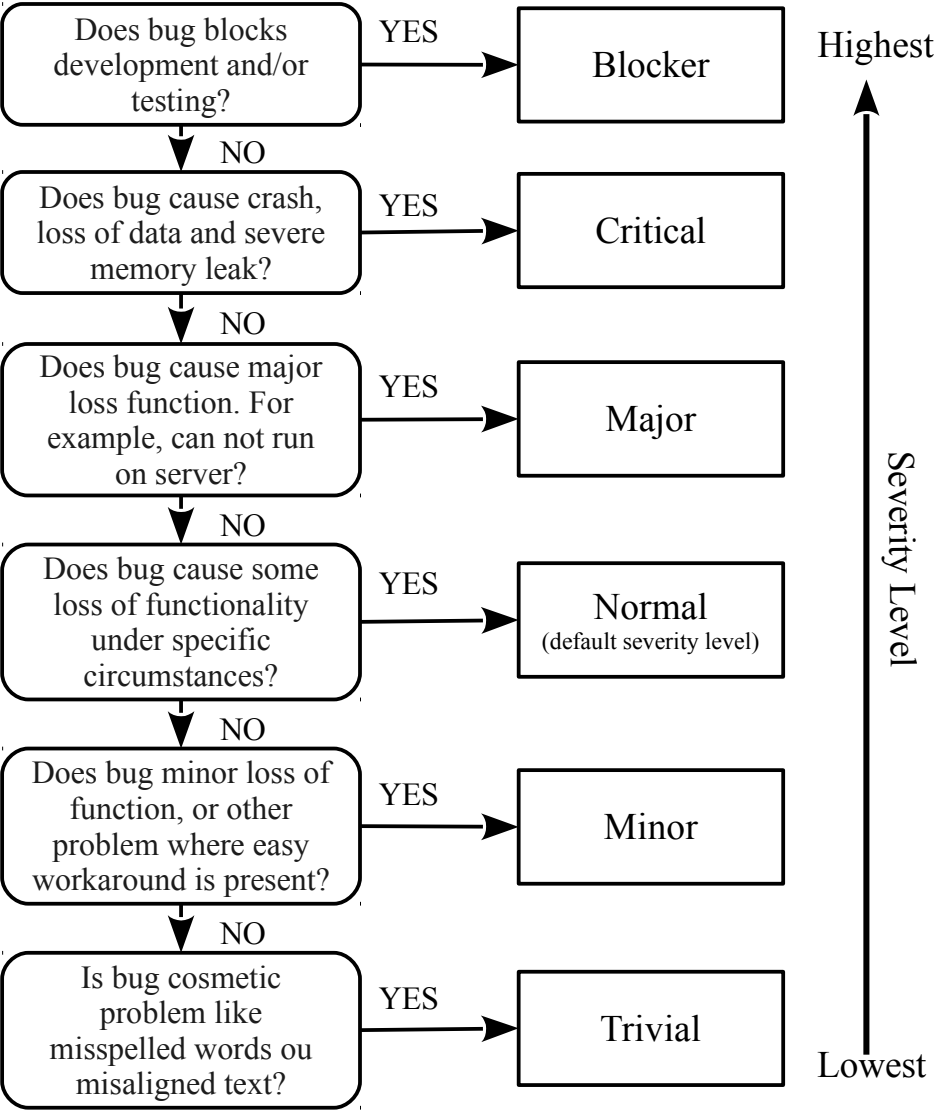 Does bug blocks
development and/or
testing?
YES
Blocker
Highest
NO
Does bug cause crash,
loss of data and severe
memory leak?
YES
Critical
NO
Does bug cause major
loss function. For
example, can not run
on server?
YES
Major
NO
Does bug cause some
loss of functionality
under specific
circumstances?
YES
Normal
(default severity level)
Severity Level
NO
Does bug minor loss of
function, or other
problem where easy
workaround is present?
YES
Minor
NO
Is bug cosmetic
problem like
misspelled words ou
misaligned text?
YES
Trivial
Lowest